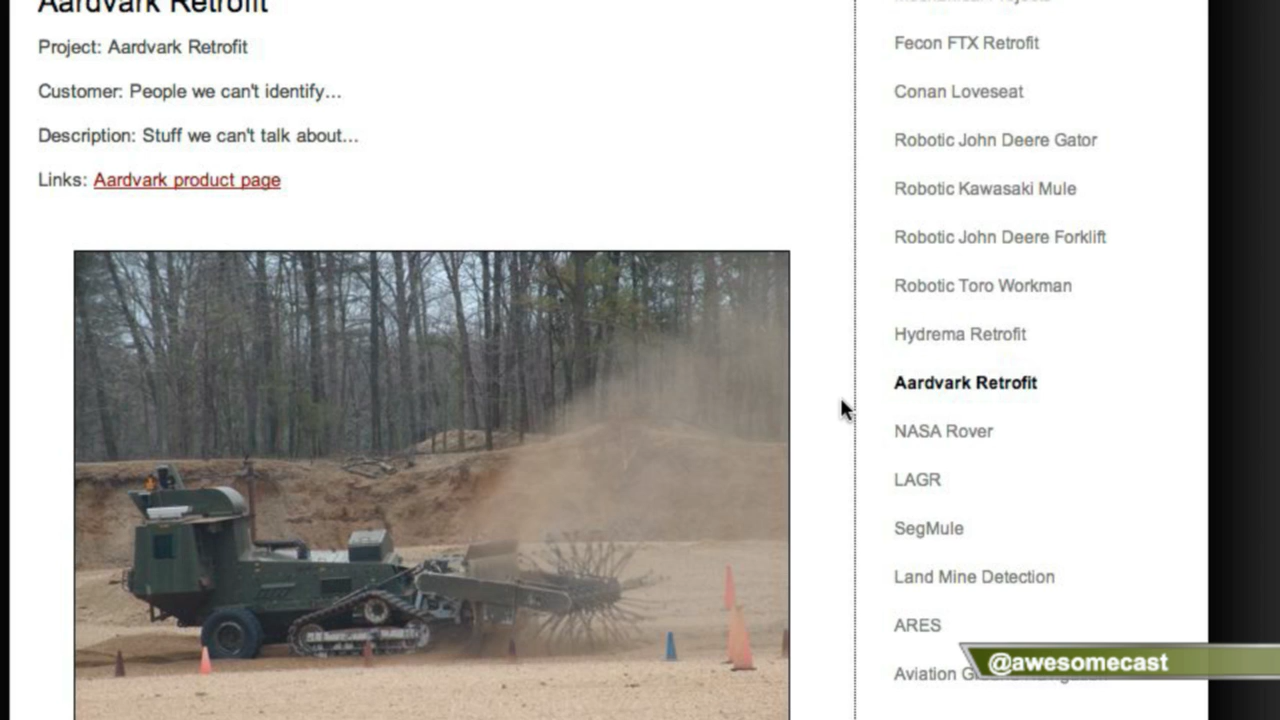 Aardvark Retrofit
Project: Aardvark Retrofit
Customer: People we can't identify...
Description: Stuff we can't talk about...
Links: Aardvark product page
Fecon FTX Retrofit
Conan Loveseat
Robotic John Deere Gator
Robotic Kawasaki Mule
Robotic John Deere Forklift
Robotic Toro Workman
Hydrema Retrofit
Aardvark Retrofit
NASA Rover
LAGR
SegMule
Land Mine Detection
ARES
Aviation
@awesomecast